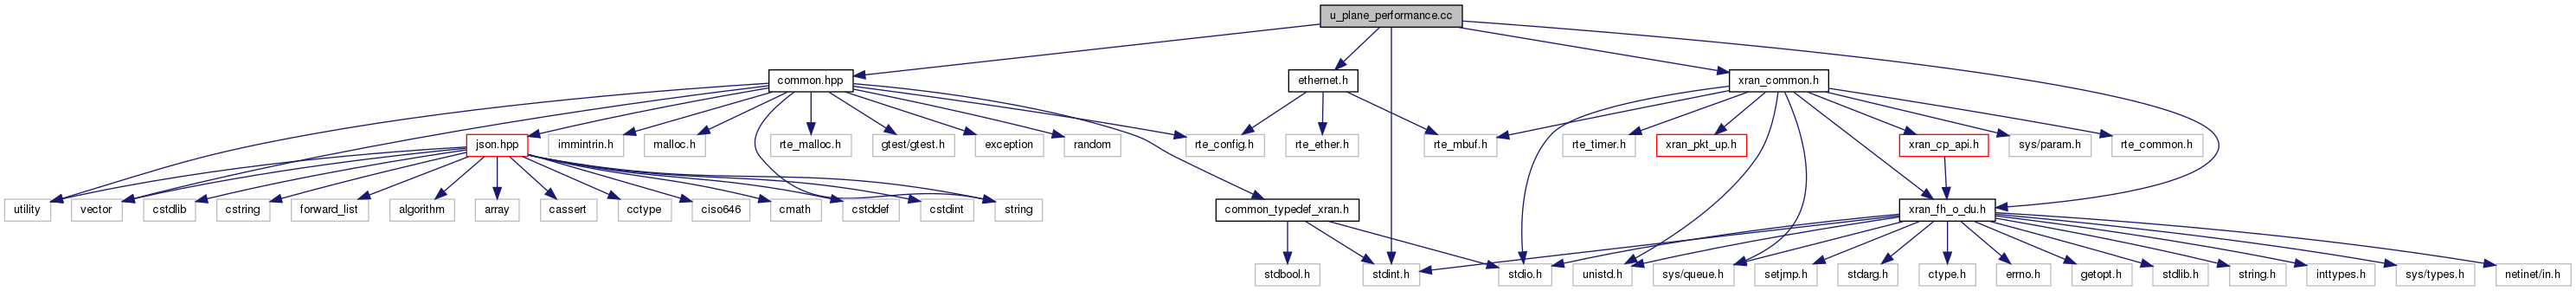 u_plane_performance.cc
common.hpp
ethernet.h
xran_common.h
json.hpp
immintrin.h
malloc.h
rte_malloc.h
gtest/gtest.h
exception
random
rte_config.h
rte_ether.h
rte_mbuf.h
rte_timer.h
xran_pkt_up.h
xran_cp_api.h
sys/param.h
rte_common.h
utility
vector
cstdlib
cstring
forward_list
algorithm
array
cassert
cctype
ciso646
cmath
cstddef
cstdint
string
common_typedef_xran.h
xran_fh_o_du.h
stdbool.h
stdint.h
stdio.h
unistd.h
sys/queue.h
setjmp.h
stdarg.h
ctype.h
errno.h
getopt.h
stdlib.h
string.h
inttypes.h
sys/types.h
netinet/in.h